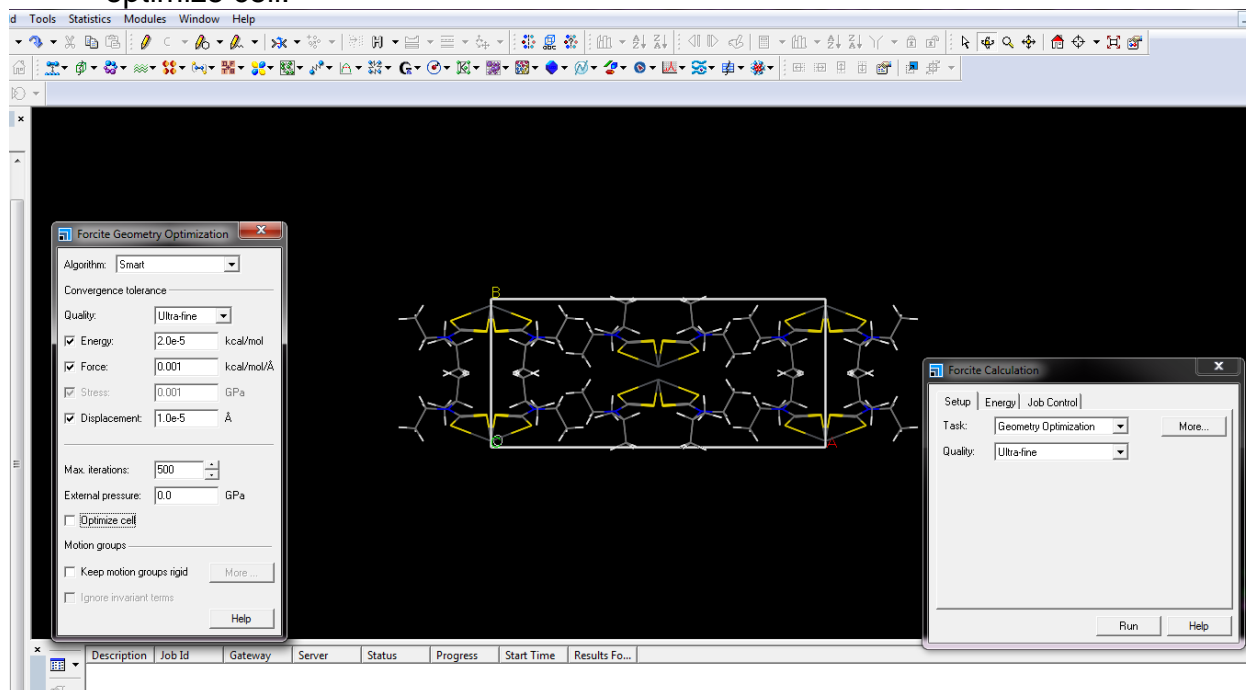 optimize cell.
d Tools Statistics Modules Window Help
Forcite Geometry Optimization
Algorithm: Smart
Convergence tolerance
Quality: Ultra-fine
Energy: 2.0e-5 kcal/mol
Force: 0.001 kcal/mol/Å
Stress: 0.001 GPa
Displacement: 1.0e-5 Å
Max. iterations: 500
External pressure: 0.0 GPa
Optimize cell
Motion groups
Keep motion groups rigid More ...
Ignore invariant terms
Help
B
O
A
Forcite Calculation
Setup Energy Job Control
Task: Geometry Optimization More...
Quality: Ultra-fine
Run Help
Description Job Id Gateway Server Status Progress Start Time Results Fo...